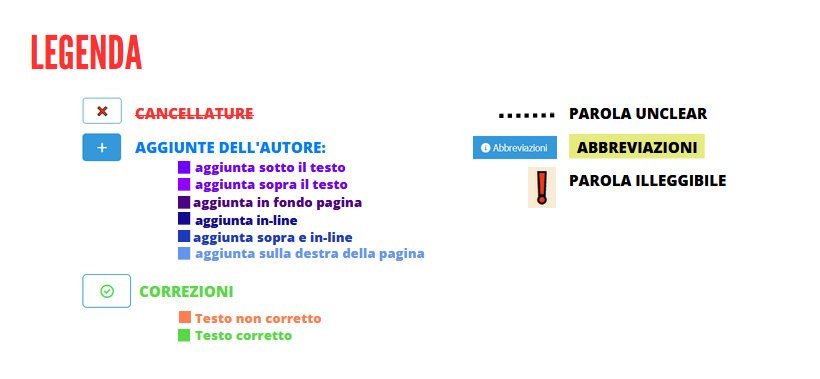 LEGENDA
CANCELLATURE
AGGIUNTE DELL'AUTORE:
aggiunta sotto il testo
aggiunta sopra il testo
aggiunta in fondo pagina
aggiunta in-line
aggiunta sopra e in-line
aggiunta sulla destra della pagina
CORREZIONI
Testo non corretto
Testo corretto
PAROLA UNCLEAR
Abbreviazioni ABBREVIAZIONI
PAROLA ILLEGGIBILE